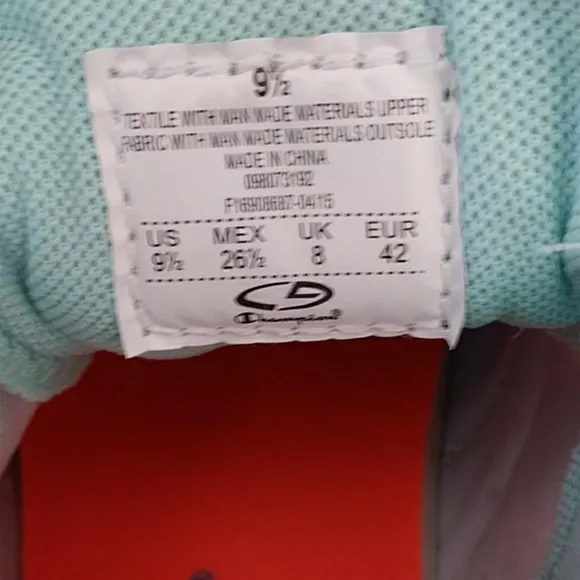 9½
TEXTILE WITH MAN MADE MATERIALS UPPER
FABRIC WITH MAN MADE MATERIALS OUTSOLE
MADE IN CHINA
098073192
US MEX UK EUR
9½ 26½ 8 42
Champion